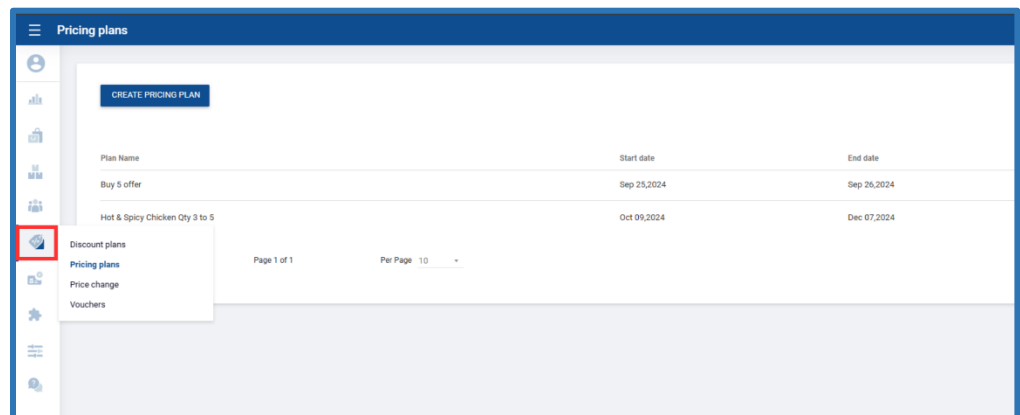 Pricing plans
CREATE PRICING PLAN
Plan Name Start date End date
Buy 5 offer Sep 25,2024 Sep 26,2024
Hot & Spicy Chicken Qty 3 to 5 Oct 09,2024 Dec 07,2024
Discount plans
Pricing plans
Price change
Vouchers
Page 1 of 1 Per Page 10